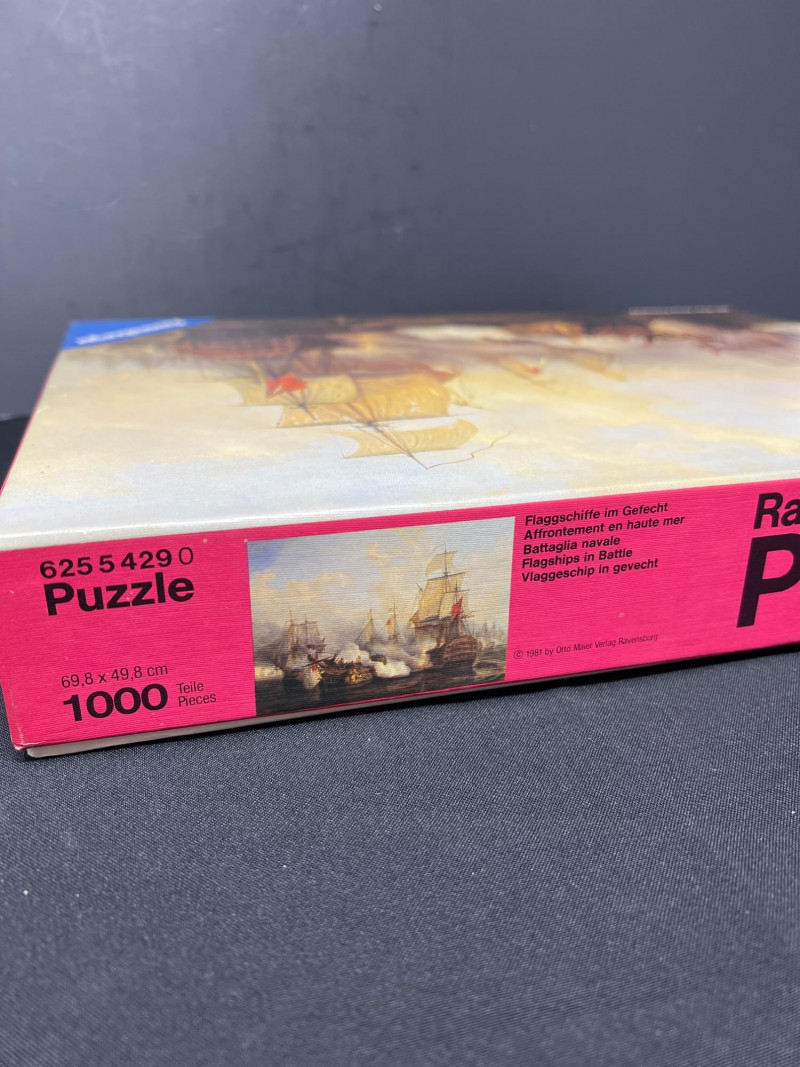 625 5 429 0
Puzzle
69,8 x 49,8 cm
1000 Teile
Pieces
Flaggschiffe im Gefecht
Affrontement en haute mer
Battaglia navale
Flagships in Battle
Vlaggeschip in gevecht
© 1981 by Otto Maier Verlag Ravensburg
Ra
P